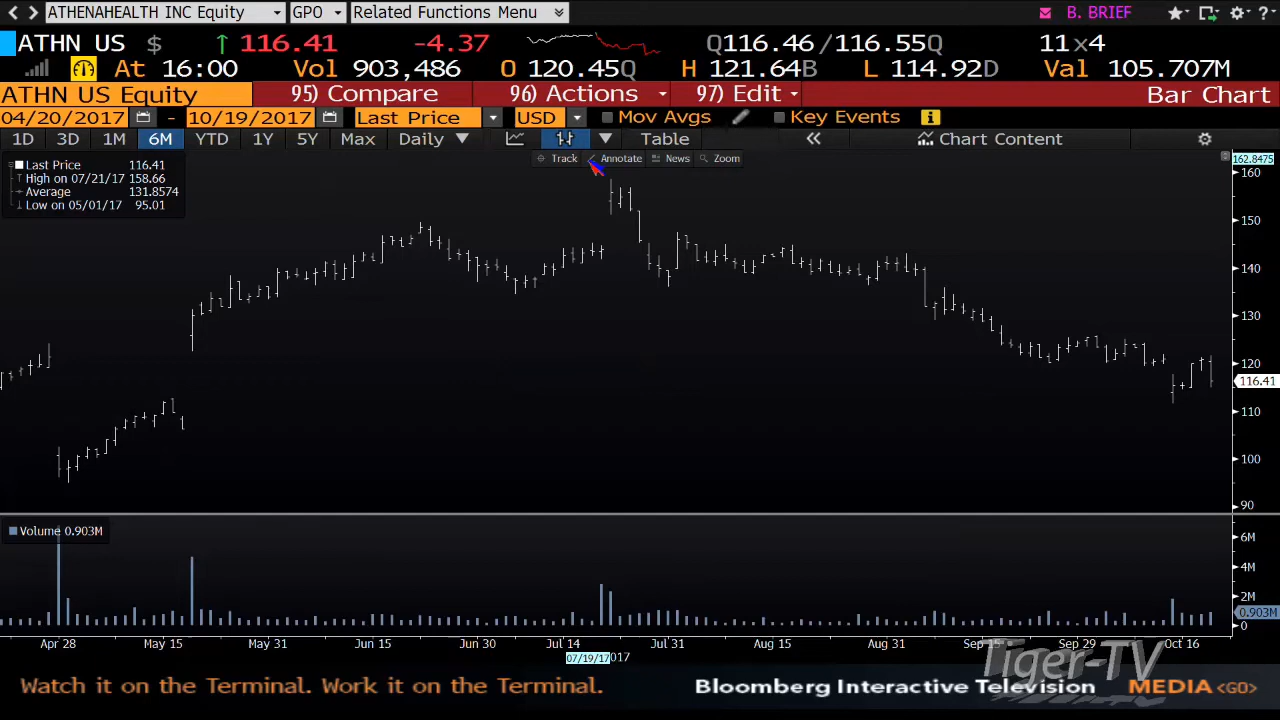 ATHENAHEALTH INC Equity GPO Related Functions Menu B. BRIEF ?
ATHN US $ ↑ 116.41 -4.37 Q116.46/116.55Q 11x4
At 16:00 Vol 903,486 O 120.45Q H 121.64B L 114.92D Val 105.707M
ATHN US Equity 95) Compare 96) Actions 97) Edit Bar Chart
04/20/2017 - 10/19/2017 Last Price USD Mov Avgs Key Events i
1D 3D 1M 6M YTD 1Y 5Y Max Daily ▼ Table « Chart Content
Track Annotate News Zoom
Last Price 116.41
High on 07/21/17 158.66
Average 131.8574
Low on 05/01/17 95.01
162.8475
160
150
140
130
120
116.41
110
100
90
Volume 0.903M
6M
4M
2M
0.903M
0
Apr 28 May 15 May 31 Jun 15 Jun 30 Jul 14 Jul 31 Aug 15 Aug 31 Sep 15 Sep 29 Oct 16
07/19/17 017
Tiger-TV
Watch it on the Terminal. Work it on the Terminal. Bloomberg Interactive Television MEDIA <GO>